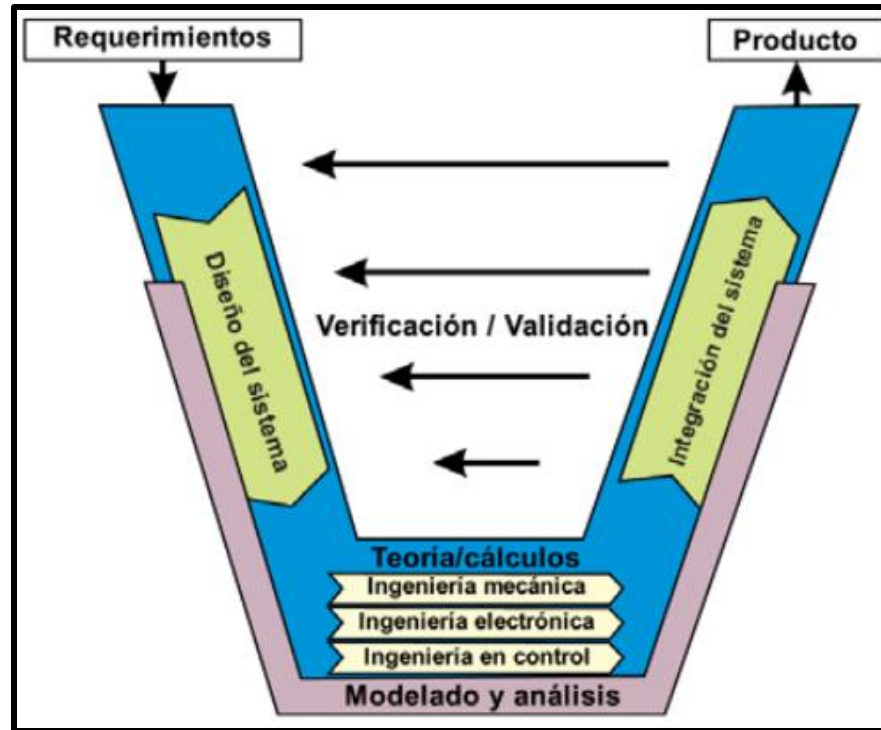 Requerimientos
Producto
Diseño del sistema
Verificación / Validación
Integración del sistema
Teoría/cálculos
Ingeniería mecánica
Ingeniería electrónica
Ingeniería en control
Modelado y análisis